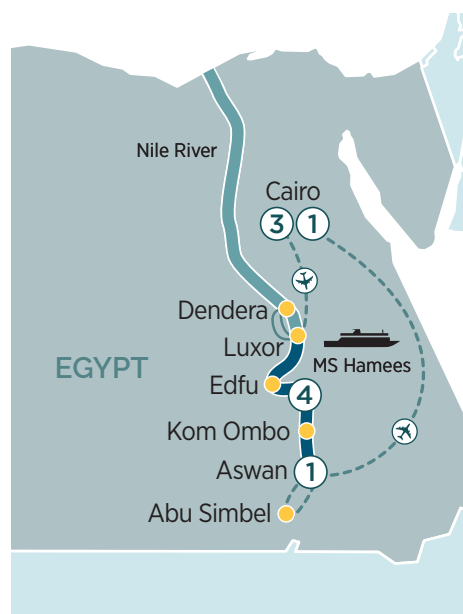 Nile River
Cairo
3 1
Dendera
Luxor
MS Hamees
EGYPT
Edfu
4
Kom Ombo
Aswan 1
Abu Simbel